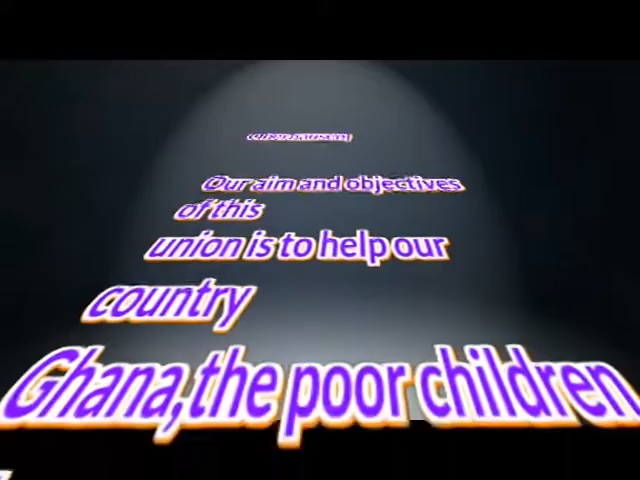 Our aim and objectives
of this
union is to help our
country
Ghana,the poor children